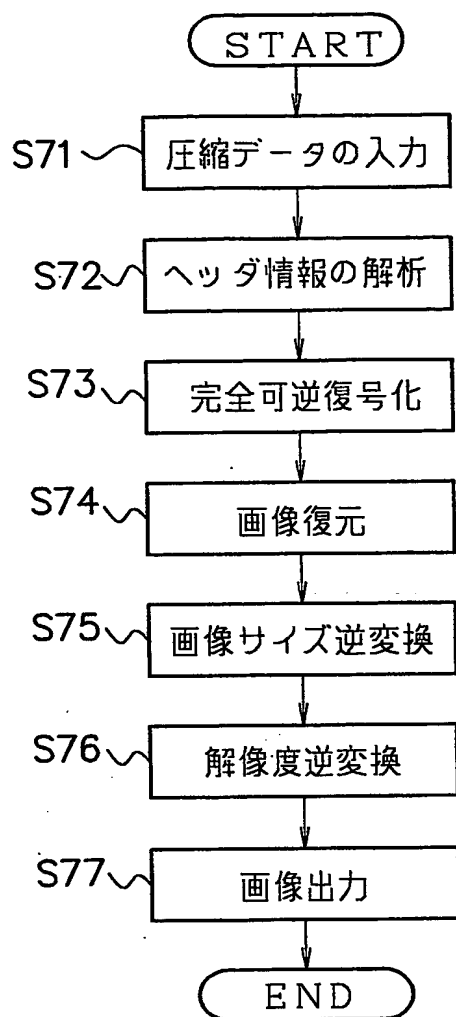 START
S71 圧縮データの入力
S72 ヘッダ情報の解析
S73 完全可逆復号化
S74 画像復元
S75 画像サイズ逆変換
S76 解像度逆変換
S77 画像出力
END